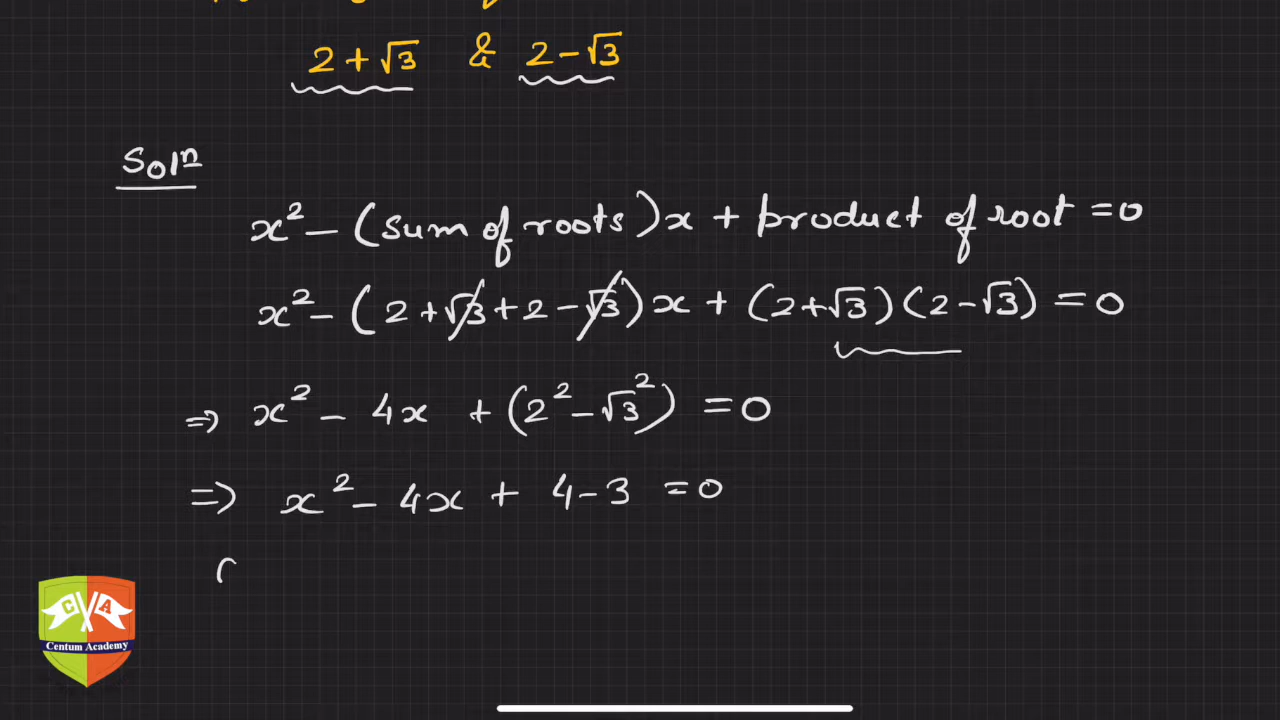 2+√3 & 2-√3
Solⁿ
x² - (sum of roots)x + product of root = 0
x² - (2+√3+2-√3)x + (2+√3)(2-√3) = 0
⇒ x² - 4x + (2² - √3²) = 0
⇒ x² - 4x + 4-3 = 0
C A
Centum Academy